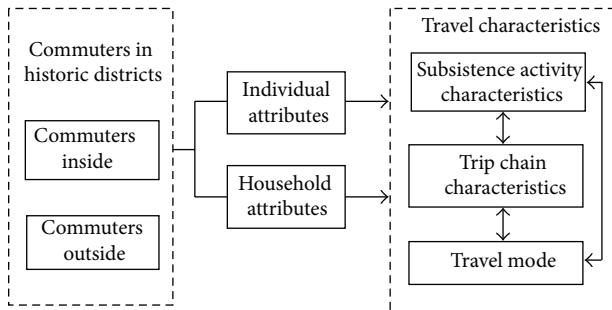 Commuters in
historic districts
Commuters
inside
Commuters
outside
Individual
attributes
Household
attributes
Travel characteristics
Subsistence activity
characteristics
Trip chain
characteristics
Travel mode